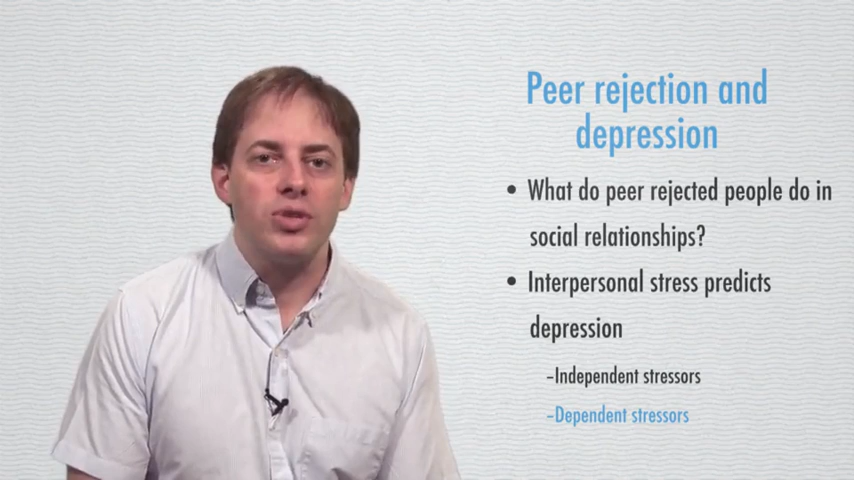 Peer rejection and
depression
• What do peer rejected people do in
social relationships?
• Interpersonal stress predicts
depression
–Independent stressors
–Dependent stressors